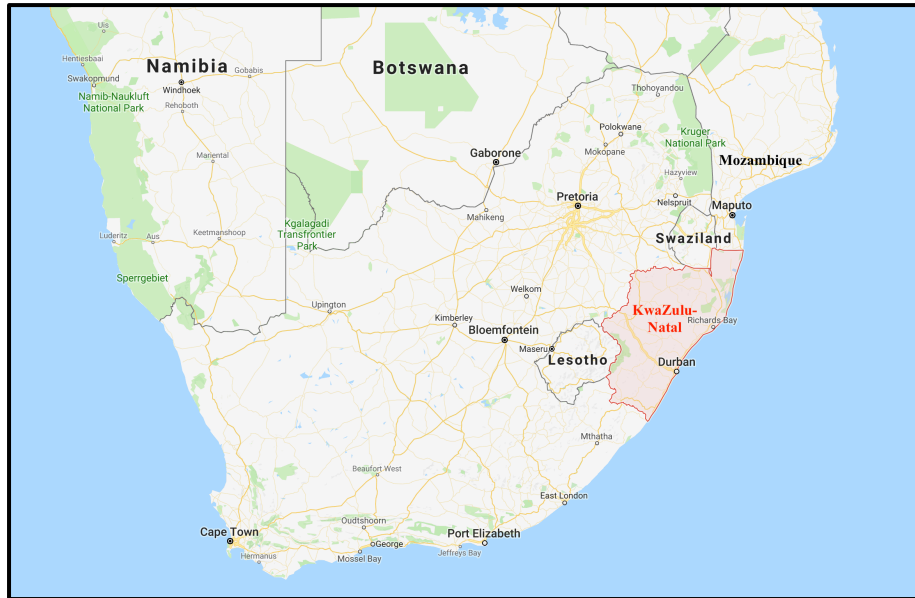 Uis
Hentiesbaai
Swakopmund
Namib-Naukluft
National Park
Namibia
Windhoek
Gobabis
Rehoboth
Mariental
Botswana
Gaborone
Thohoyandou
Polokwane
Mokopane
Kruger
National Park
Hazyview
Mozambique
Nelspruit
Maputo
Pretoria
Mahikeng
Swaziland
Luderitz
Aus
Keetmanshoop
Kgalagadi
Transfrontier
Park
Sperrgebiet
Upington
Welkom
Kimberley
Bloemfontein
Maseru
Lesotho
KwaZulu-
Natal
Richards Bay
Durban
Mthatha
Beaufort West
East London
Cape Town
Hermanus
Oudtshoorn
George
Mossel Bay
Port Elizabeth
Jeffreys Bay